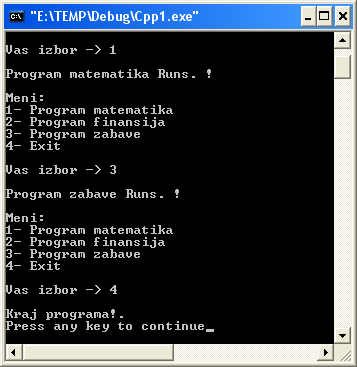 "E:\TEMP\Debug\Cpp1.exe"
Vas izbor -> 1
Program matematika Runs. !
Meni:
1- Program matematika
2- Program finansija
3- Program zabave
4- Exit
Vas izbor -> 3
Program zabave Runs. !
Meni:
1- Program matematika
2- Program finansija
3- Program zabave
4- Exit
Vas izbor -> 4
Kraj programa!.
Press any key to continue_